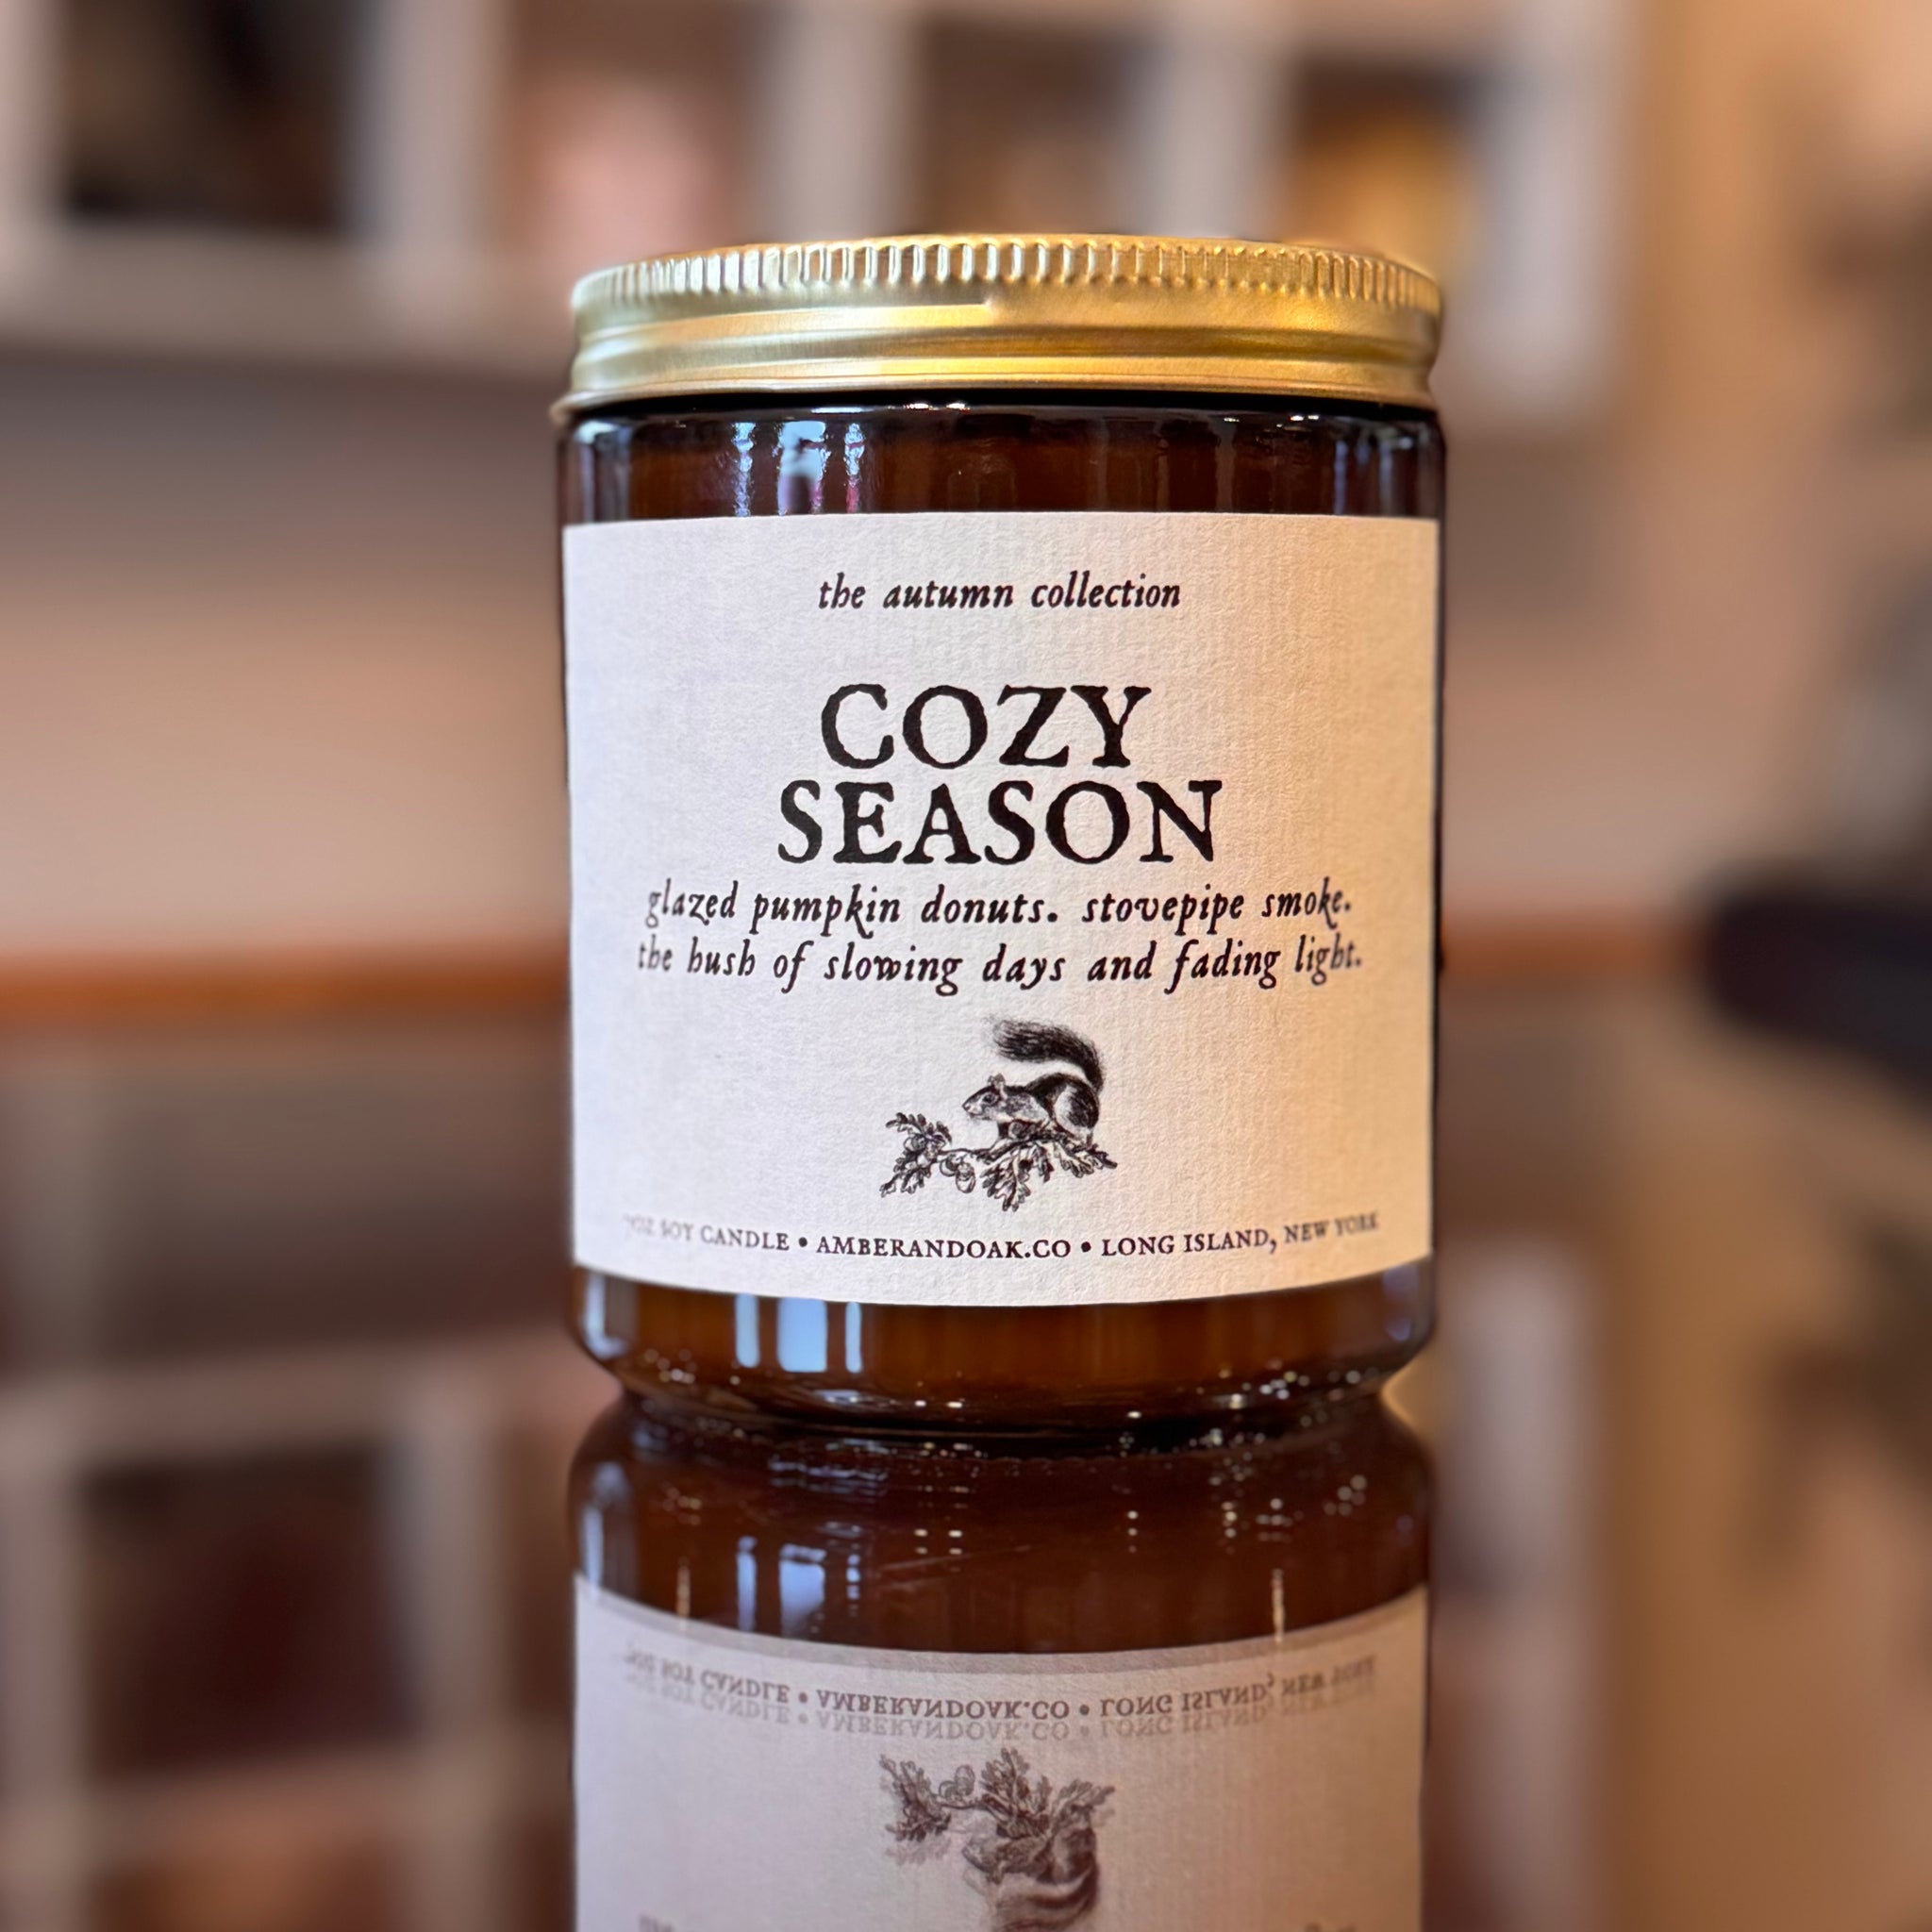 the autumn collection
COZY
SEASON
glazed pumpkin donuts. stovepipe smoke.
the hush of slowing days and fading light.
SOY CANDLE • AMBERANDOAK.CO • LONG ISLAND, NEW YORK